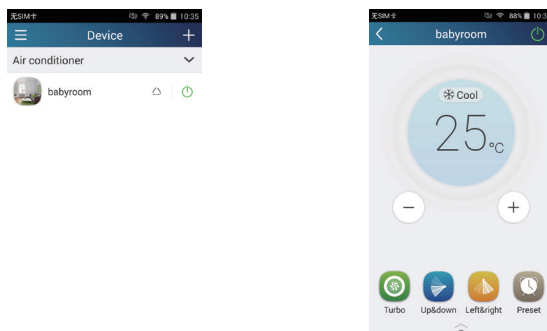 无SIM卡 89% 10:35
Device
Air conditioner
babyroom
无SIM卡 88% 10:3
babyroom
Cool
25°C
Turbo Up&down Left&right Preset